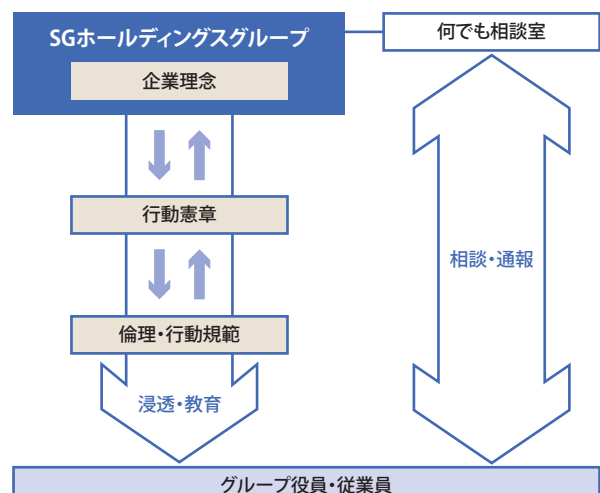 SGホールディングスグループ
何でも相談室
企業理念
行動憲章
相談・通報
倫理・行動規範
浸透・教育
グループ役員・従業員